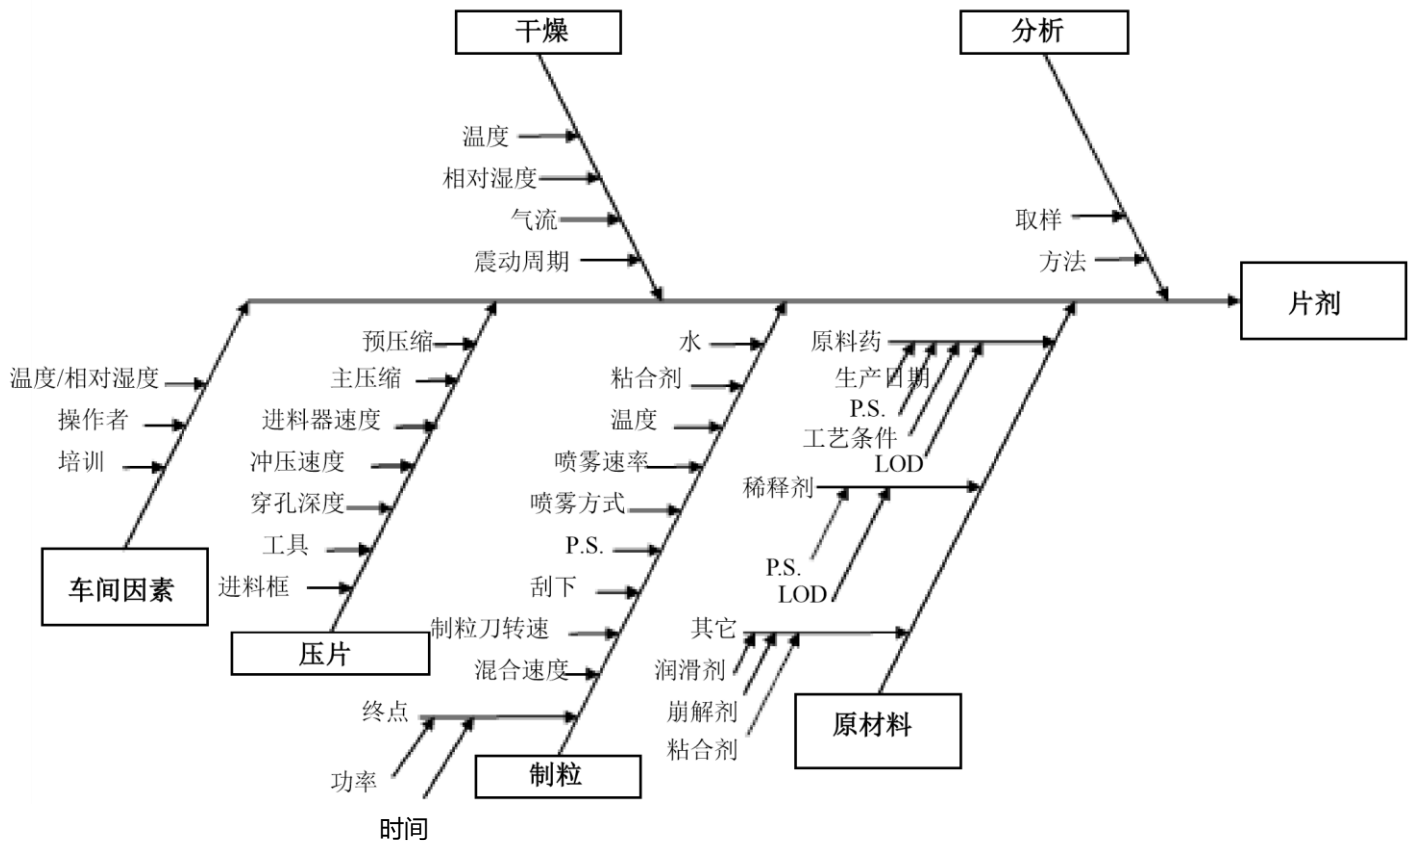 干燥
分析
温度
相对湿度
气流
震动周期
取样
方法
片剂
温度/相对湿度
操作者
培训
车间因素
预压缩
主压缩
进料器速度
冲压速度
穿孔深度
工具
进料框
压片
水
粘合剂
温度
喷雾速率
喷雾方式
P.S.
刮下
制粒刀转速
混合速度
终点
功率
时间
制粒
原料药
生产日期
P.S.
工艺条件
LOD
稀释剂
P.S.
LOD
其它
润滑剂
崩解剂
粘合剂
原材料